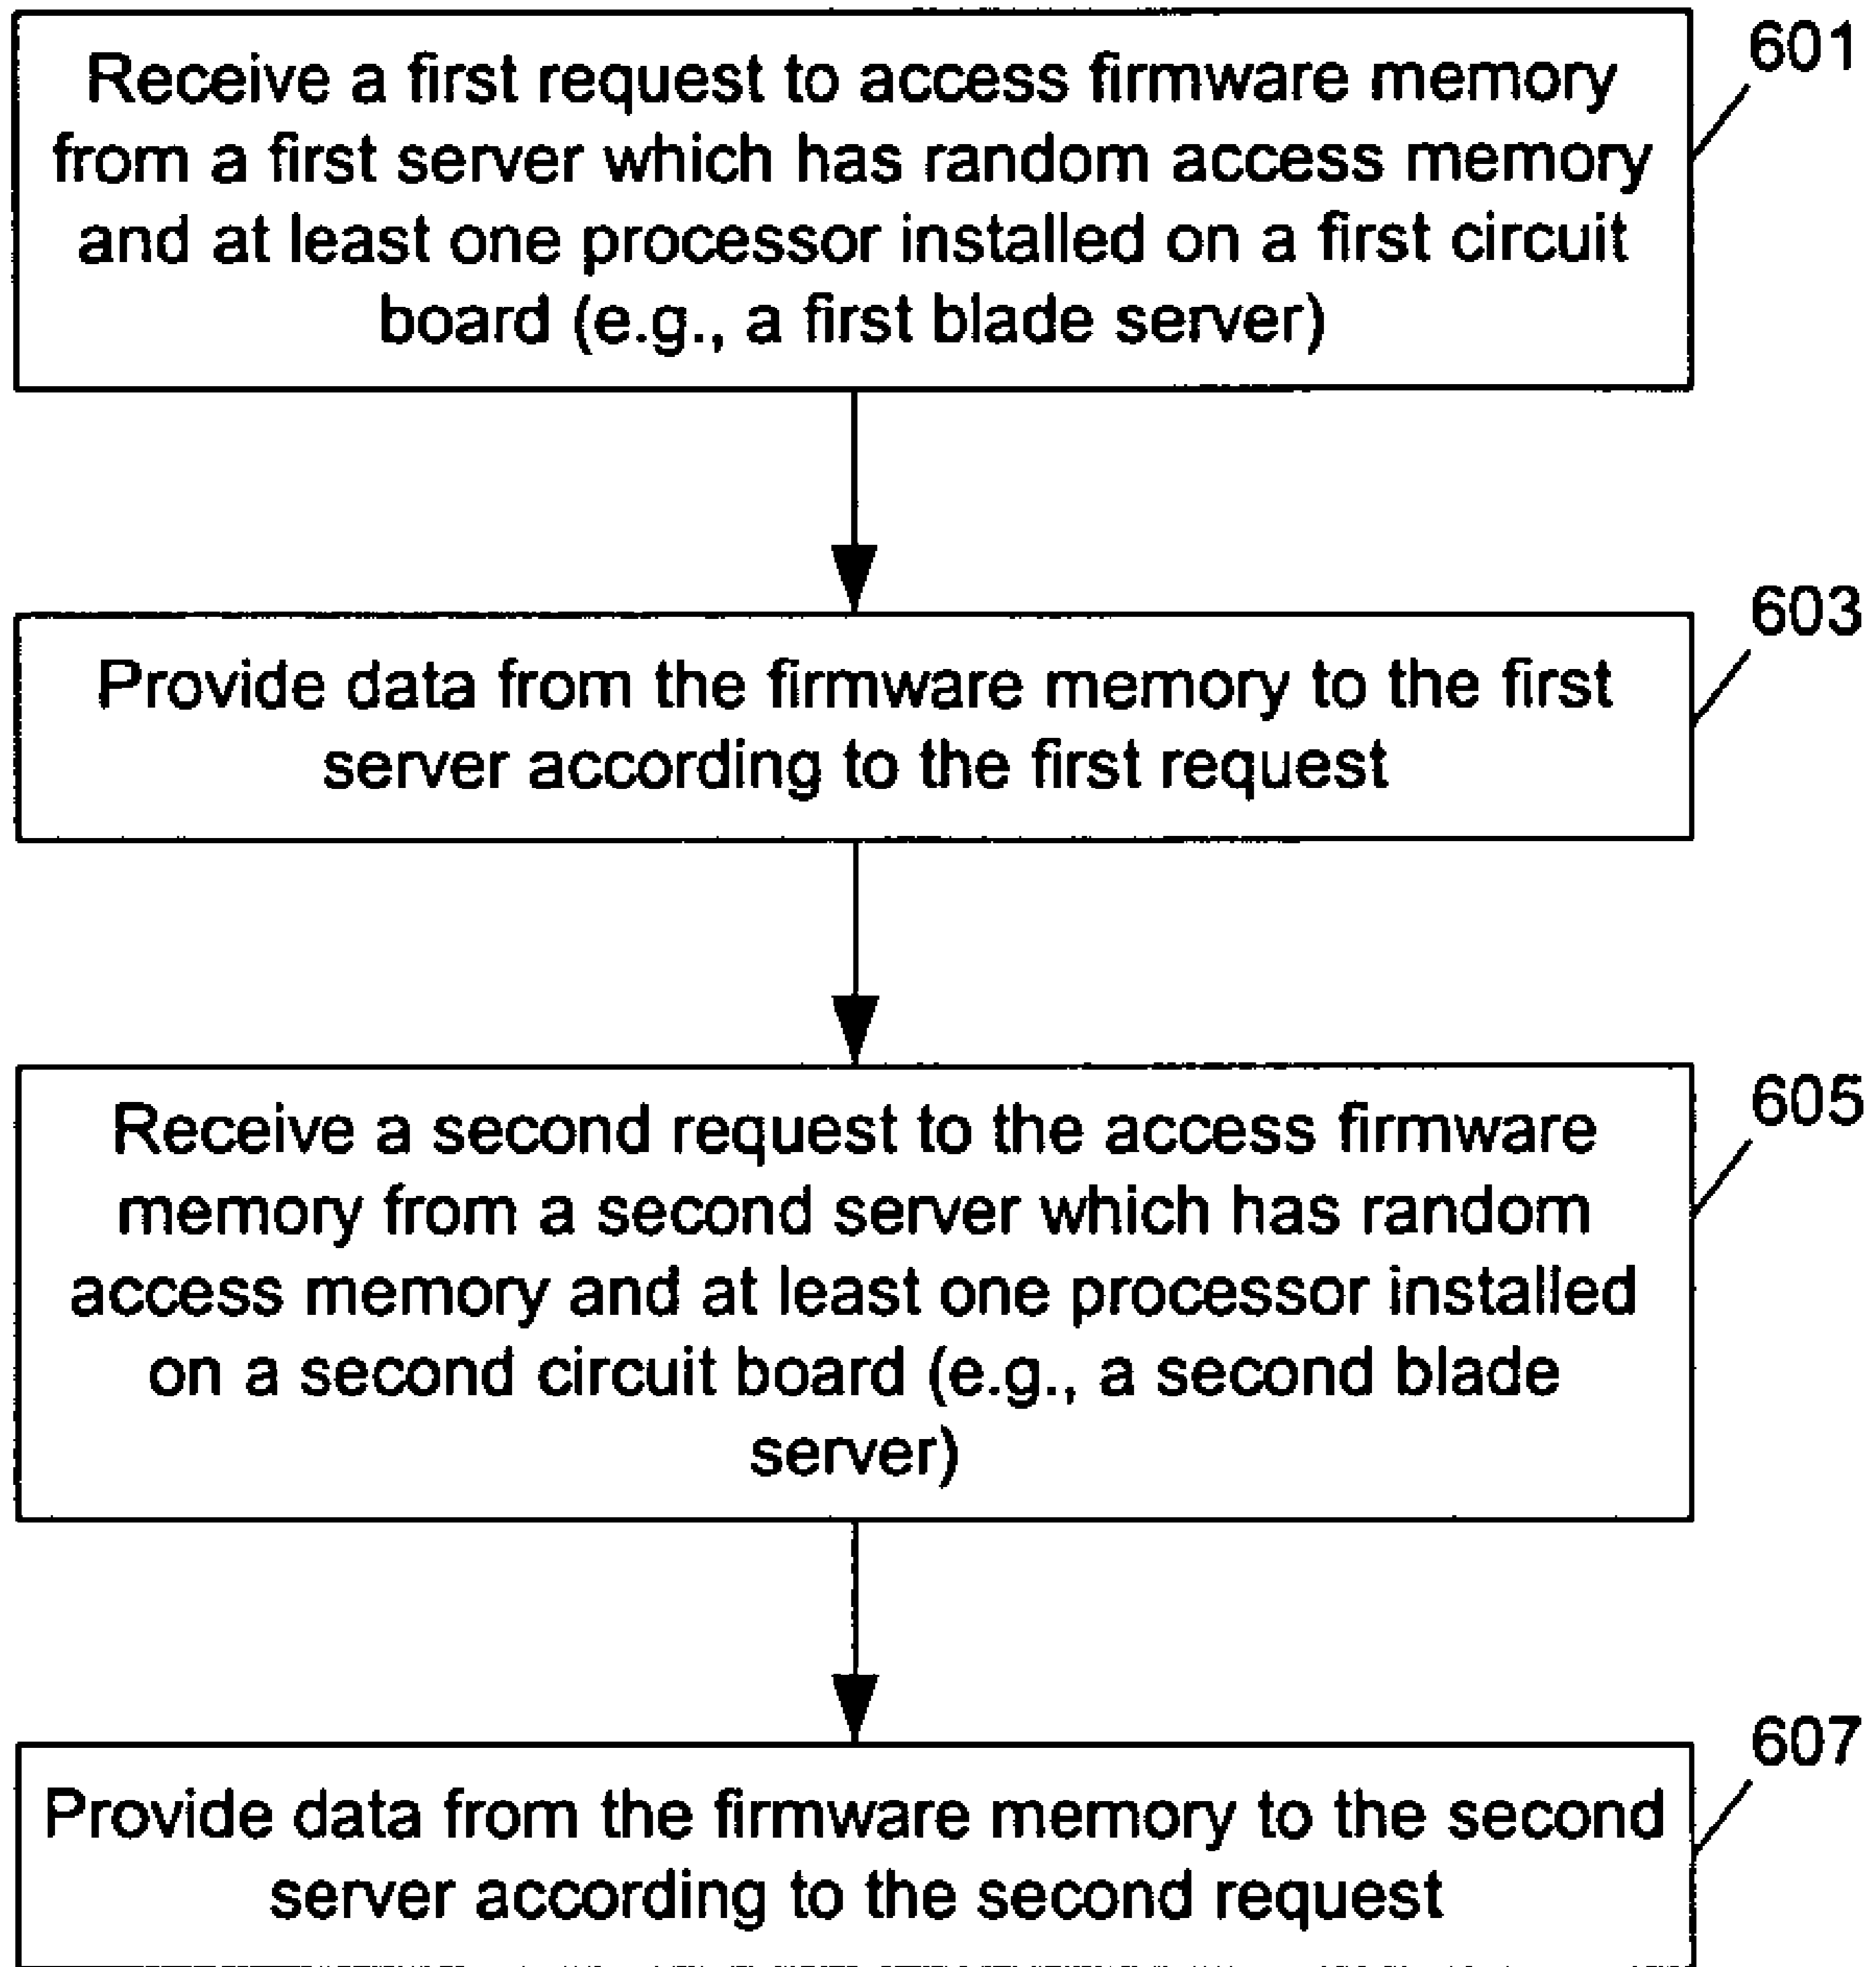 601
Receive a first request to access firmware memory
from a first server which has random access memory
and at least one processor installed on a first circuit
board (e.g., a first blade server)
603
Provide data from the firmware memory to the first
server according to the first request
605
Receive a second request to the access firmware
memory from a second server which has random
access memory and at least one processor installed
on a second circuit board (e.g., a second blade
server)
607
Provide data from the firmware memory to the second
server according to the second request